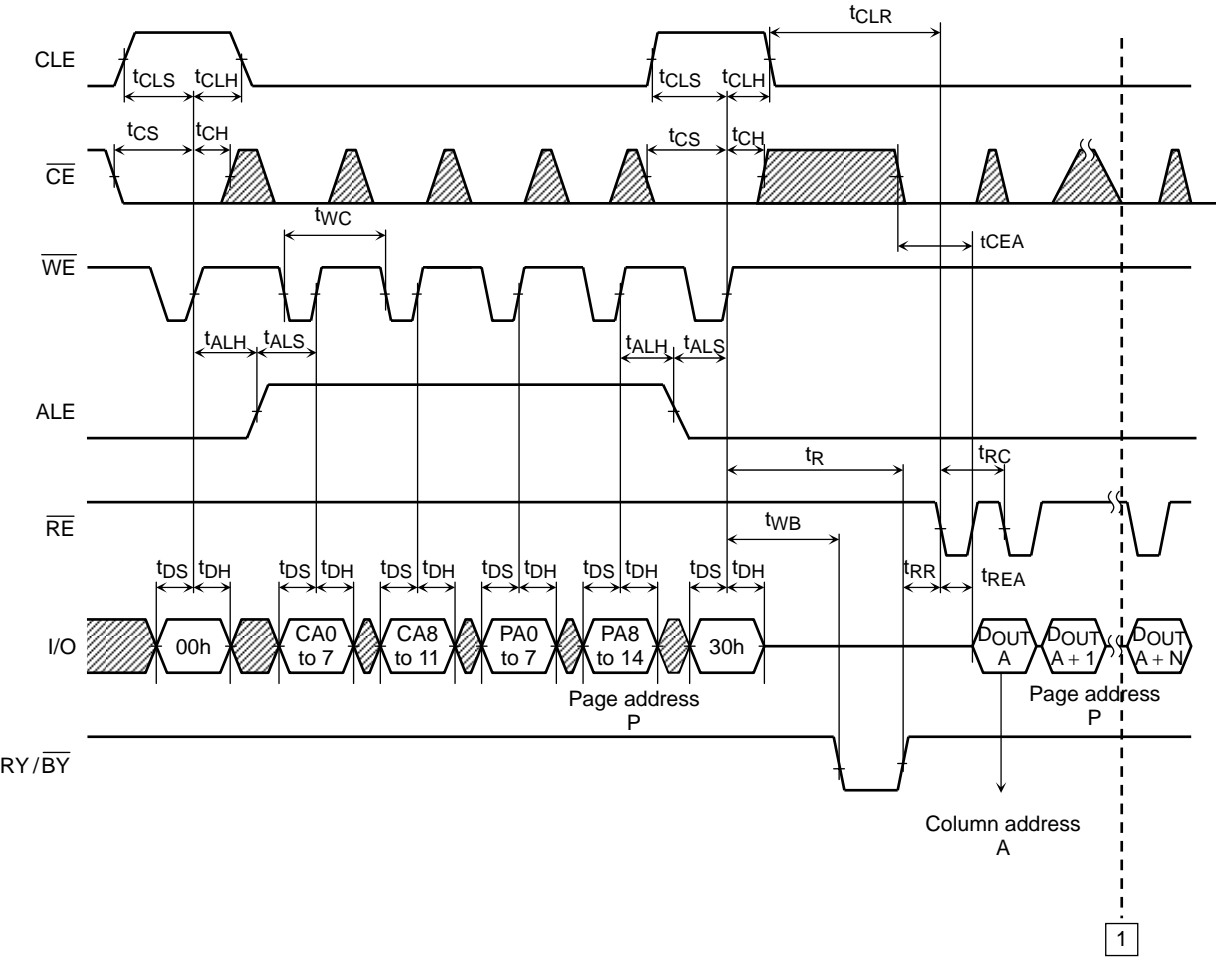 tCLR
CLE
tCLS tCLH tCLS tCLH
tCS tCH tCS tCH
CE
tWC
tCEA
WE
tALH tALS tALH tALS
ALE
tR tRC
RE
tWB
tDS tDH tDS tDH tDS tDH tDS tDH tDS tDH tDS tDH tRR tREA
I/O
00h
CA0
to 7
CA8
to 11
PA0
to 7
PA8
to 14
30h
DOUT
A
DOUT
A + 1
DOUT
A + N
Page address
P
Page address
P
RY/BY
Column address
A
1